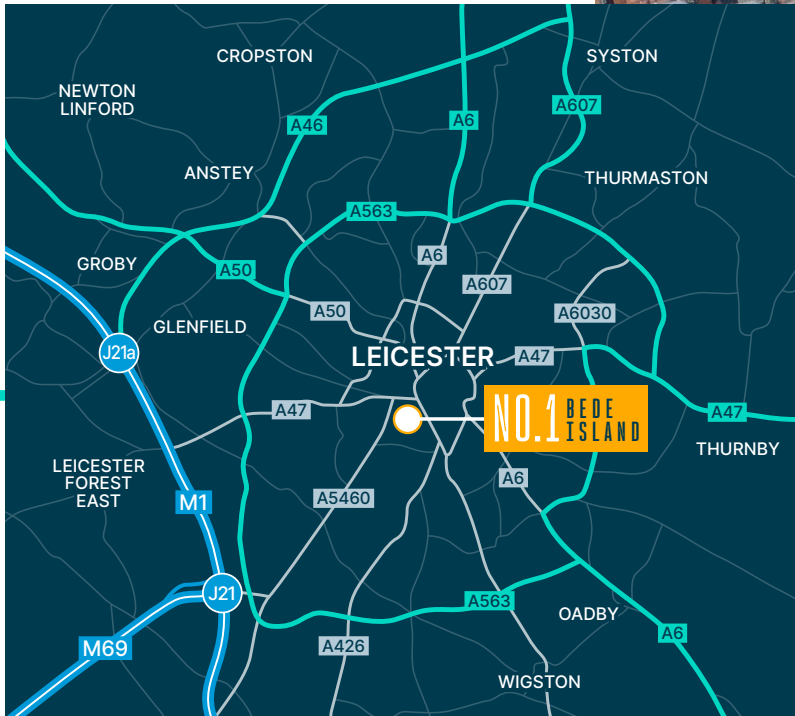 CROPSTON
SYSTON
NEWTON
LINFORD
A607
A6
A46
ANSTEY
THURMASTON
A563
A6
GROBY
A50
A607
A50
A6030
GLENFIELD
J21a
LEICESTER
A47
A47
A47
NO.1 BEDE
ISLAND
THURNBY
LEICESTER
FOREST
EAST
A6
M1
A5460
J21
A563
OADBY
A6
A426
M69
WIGSTON